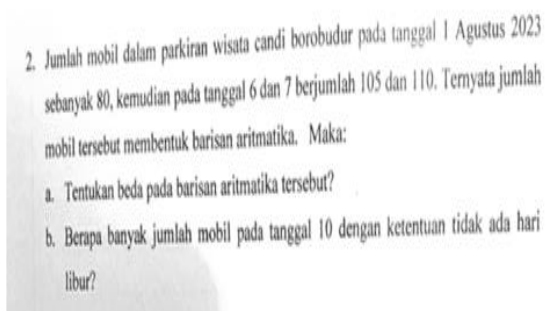 2. Jumlah mobil dalam parkiran wisata candi borobudur pada tanggal 1 Agustus 2023
sebanyak 80, kemudian pada tanggal 6 dan 7 berjumlah 105 dan 110. Ternyata jumlah
mobil tersebut membentuk barisan aritmatika. Maka:
a. Tentukan beda pada barisan aritmatika tersebut?
b. Berapa banyak jumlah mobil pada tanggal 10 dengan ketentuan tidak ada hari
libur?